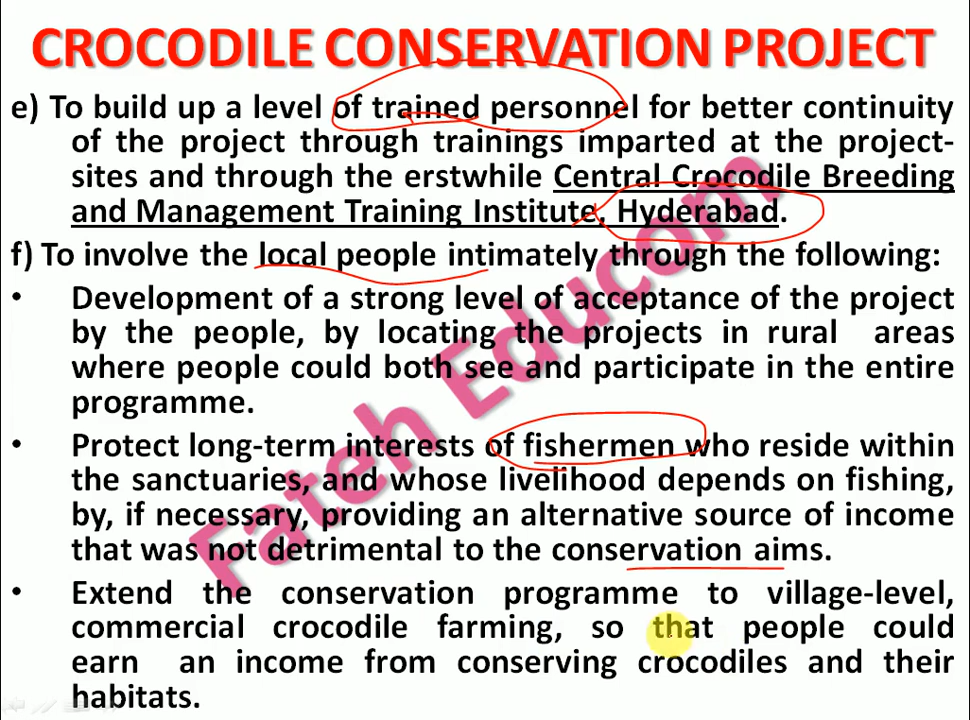 CROCODILE CONSERVATION PROJECT
e) To build up a level of trained personnel for better continuity
of the project through trainings imparted at the project-
sites and through the erstwhile Central Crocodile Breeding
and Management Training Institute, Hyderabad.
f) To involve the local people intimately through the following:
• Development of a strong level of acceptance of the project
by the people, by locating the projects in rural areas
where people could both see and participate in the entire
programme.
• Protect long-term interests of fishermen who reside within
the sanctuaries, and whose livelihood depends on fishing,
by, if necessary, providing an alternative source of income
that was not detrimental to the conservation aims.
• Extend the conservation programme to village-level,
commercial crocodile farming, so that people could
earn an income from conserving crocodiles and their
habitats.
Fateh Educom